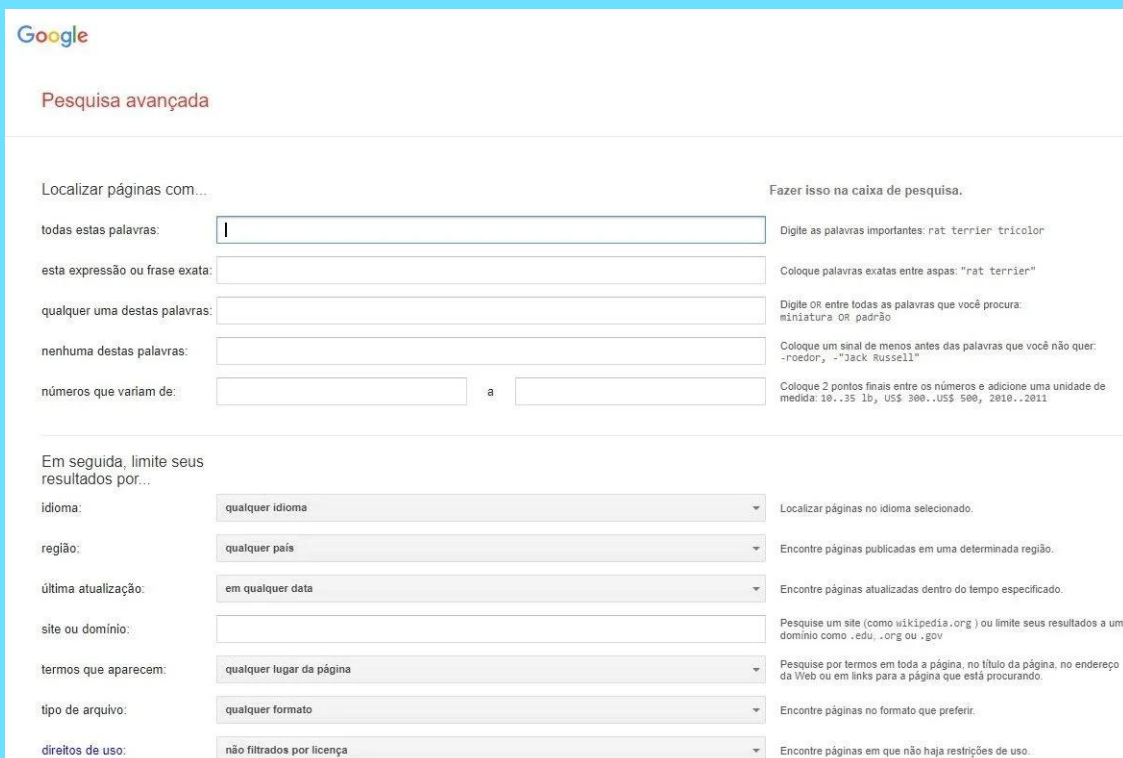 Google
Pesquisa avançada
Localizar páginas com...
Fazer isso na caixa de pesquisa.
todas estas palavras:
Digite as palavras importantes: rat terrier tricolor
esta expressão ou frase exata:
Coloque palavras exatas entre aspas: "rat terrier"
qualquer uma destas palavras:
Digite OR entre todas as palavras que você procura:
miniatura OR padrão
nenhuma destas palavras:
Coloque um sinal de menos antes das palavras que você não quer:
-roedor, -"Jack Russell"
números que variam de:
a
Coloque 2 pontos finais entre os números e adicione uma unidade de
medida: 10..35 lb, US$ 300..US$ 500, 2010..2011
Em seguida, limite seus
resultados por...
idioma:
qualquer idioma
Localizar páginas no idioma selecionado.
região:
qualquer país
Encontre páginas publicadas em uma determinada região.
última atualização:
em qualquer data
Encontre páginas atualizadas dentro do tempo especificado.
site ou domínio:
Pesquise um site (como wikipedia.org ) ou limite seus resultados a um
domínio como .edu, .org ou .gov
termos que aparecem:
qualquer lugar da página
Pesquise por termos em toda a página, no título da página, no endereço
da Web ou em links para a página que está procurando.
tipo de arquivo:
qualquer formato
Encontre páginas no formato que preferir.
direitos de uso:
não filtrados por licença
Encontre páginas em que não haja restrições de uso.